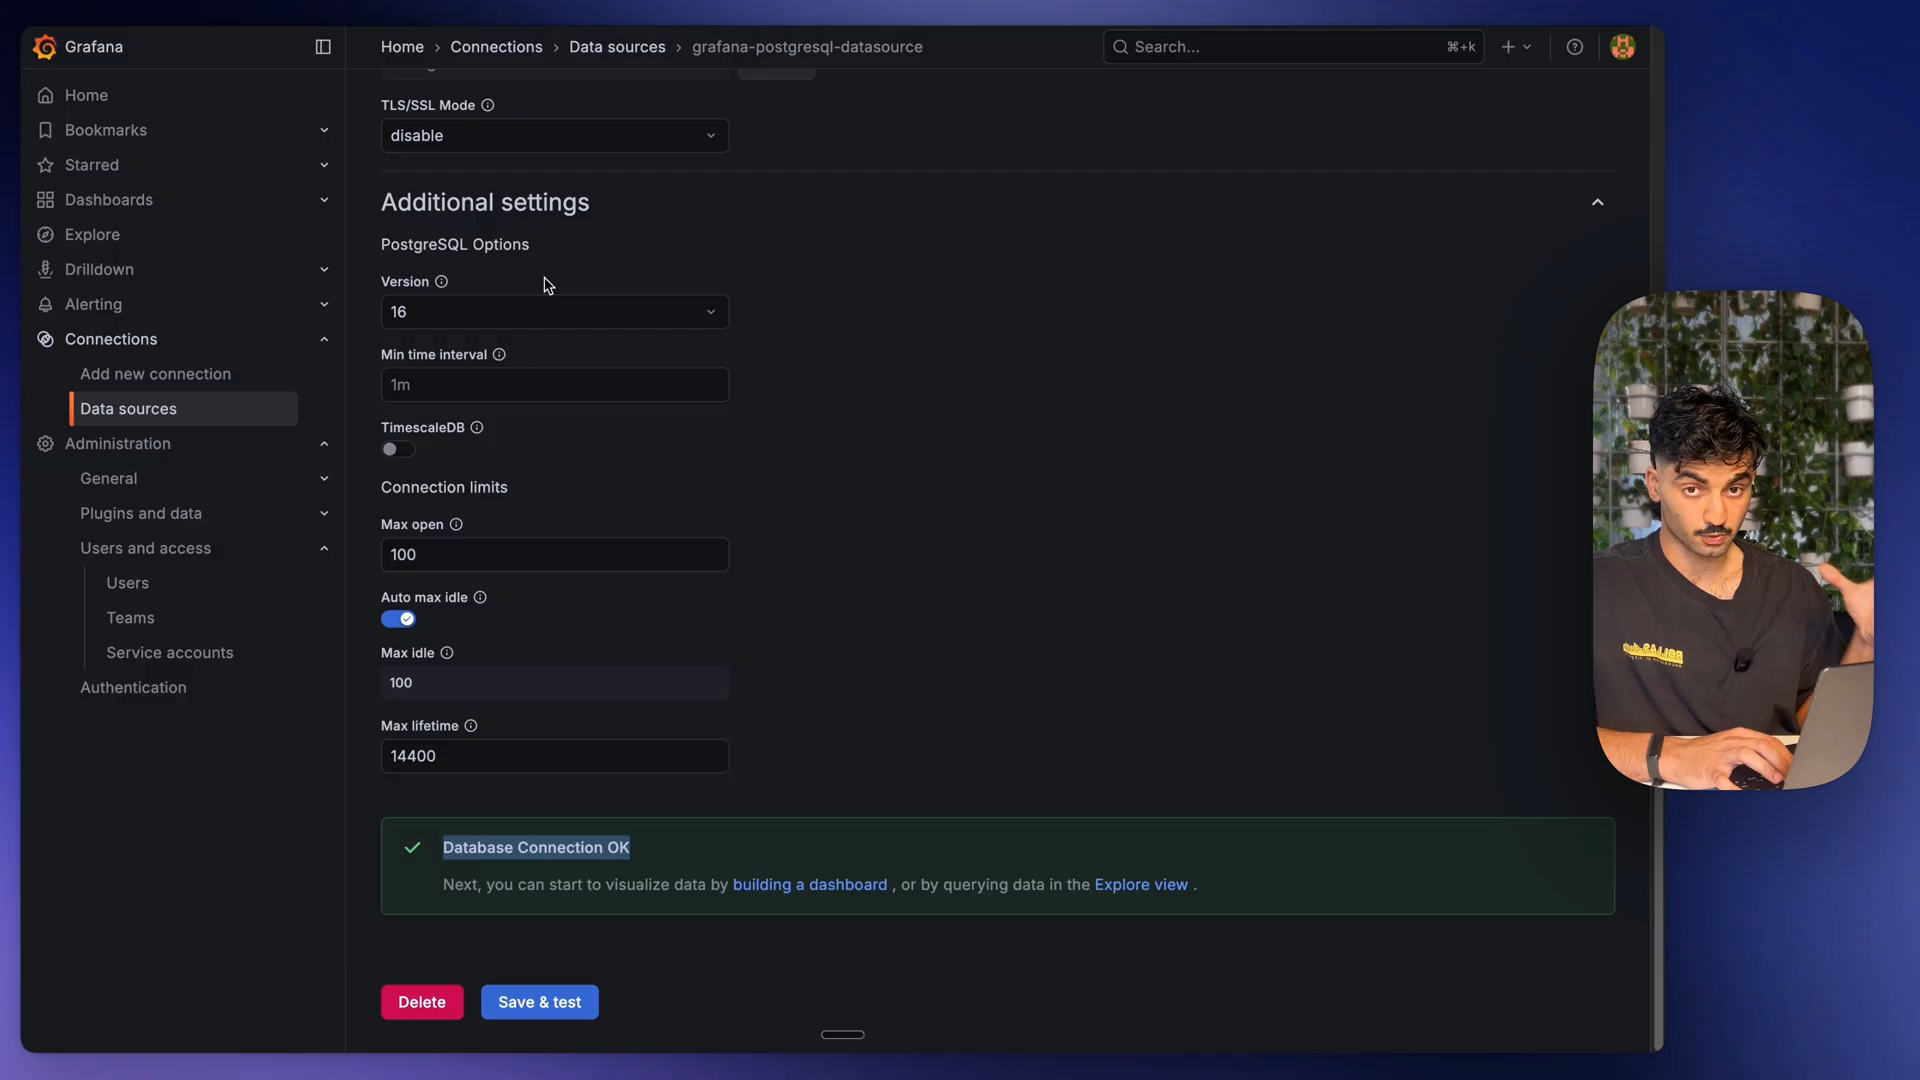 Grafana
Home › Connections › Data sources › grafana-postgresql-datasource
Search...
⌘+k
Home
Bookmarks
Starred
Dashboards
Explore
Drilldown
Alerting
Connections
Add new connection
Data sources
Administration
General
Plugins and data
Users and access
Users
Teams
Service accounts
Authentication
TLS/SSL Mode
disable
Additional settings
PostgreSQL Options
Version
16
Min time interval
1m
TimescaleDB
Connection limits
Max open
100
Auto max idle
Max idle
100
Max lifetime
14400
Database Connection OK
Next, you can start to visualize data by building a dashboard , or by querying data in the Explore view .
Delete
Save & test